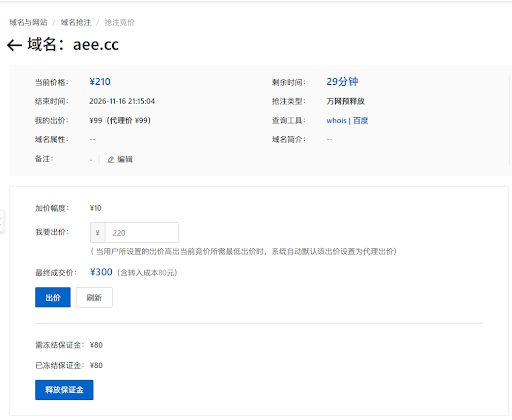 域名与网站 / 域名抢注 / 抢注竞价
← 域名：aee.cc
当前价格： ¥210 剩余时间： 29分钟
结束时间： 2026-11-16 21:15:04 抢注类型： 万网预释放
我的出价： ¥99（代理价 ¥99） 查询工具： whois | 百度
域名属性： -- 域名简介： --
备注： - 编辑
加价幅度： ¥10
我要出价： ¥ 220
( 当用户所设置的出价高出当前竞价所需最低出价时，系统自动默认该出价设置为代理出价)
最终成交价： ¥300（含转入成本80元）
出价 刷新
需冻结保证金： ¥80
已冻结保证金： ¥80
释放保证金